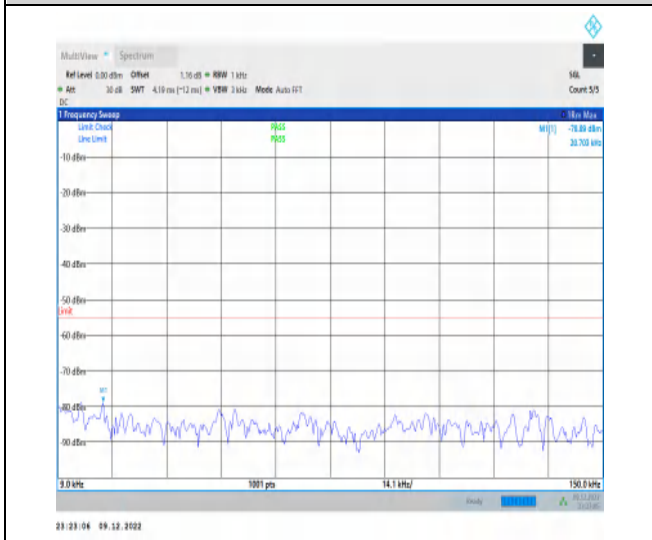 MultiView Spectrum
Ref Level 0.00 dBm Offset 1.16 dB RBW 1 kHz SGL
Att 30 dB SWT 4.19 ms (~12 ms) VBW 3 kHz Mode Auto FFT Count 5/5
DC
1 Frequency Sweep 1Rm Max
Limit Check PASS M1[1] -78.89 dBm
Line Limit PASS 30.703 kHz
-10 dBm
-20 dBm
-30 dBm
-40 dBm
-50 dBm
Limit
-60 dBm
-70 dBm
M1
-80 dBm
-90 dBm
9.0 kHz 1001 pts 14.1 kHz/ 150.0 kHz
Ready
23:23:06 09.12.2022